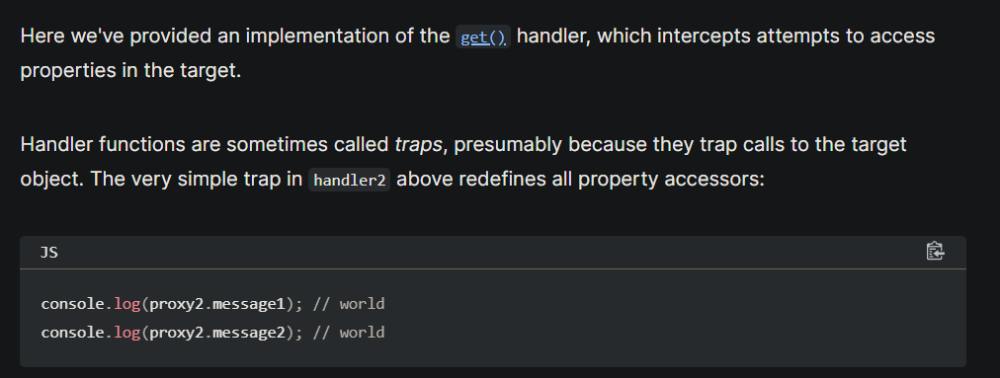 Here we've provided an implementation of the get() handler, which intercepts attempts to access
properties in the target.
Handler functions are sometimes called traps, presumably because they trap calls to the target
object. The very simple trap in handler2 above redefines all property accessors:
JS
console.log(proxy2.message1); // world
console.log(proxy2.message2); // world